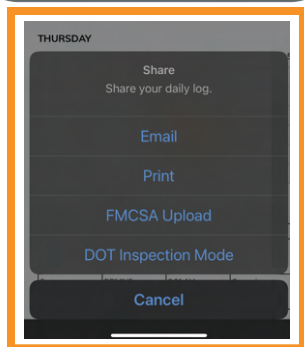 THURSDAY
Share
Share your daily log.
Email
Print
FMCSA Upload
DOT Inspection Mode
Cancel